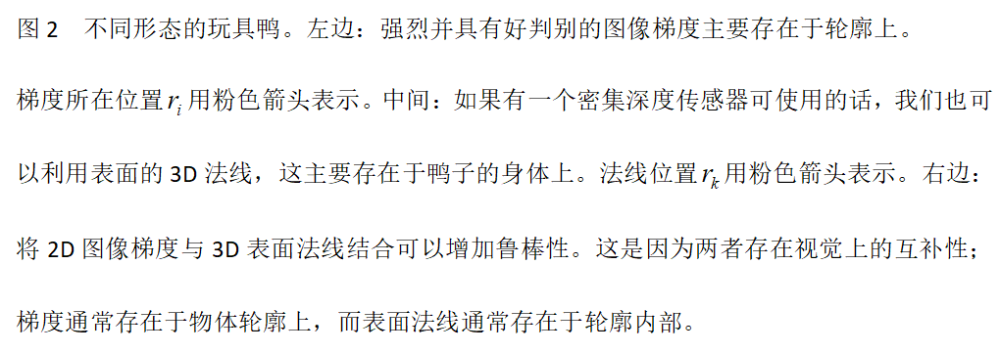 图 2 不同形态的玩具鸭。左边：强烈并具有好判别的图像梯度主要存在于轮廓上。
梯度所在位置 r_i 用粉色箭头表示。中间：如果有一个密集深度传感器可使用的话，我们也可
以利用表面的 3D 法线，这主要存在于鸭子的身体上。法线位置 r_k 用粉色箭头表示。右边：
将 2D 图像梯度与 3D 表面法线结合可以增加鲁棒性。这是因为两者存在视觉上的互补性；
梯度通常存在于物体轮廓上，而表面法线通常存在于轮廓内部。